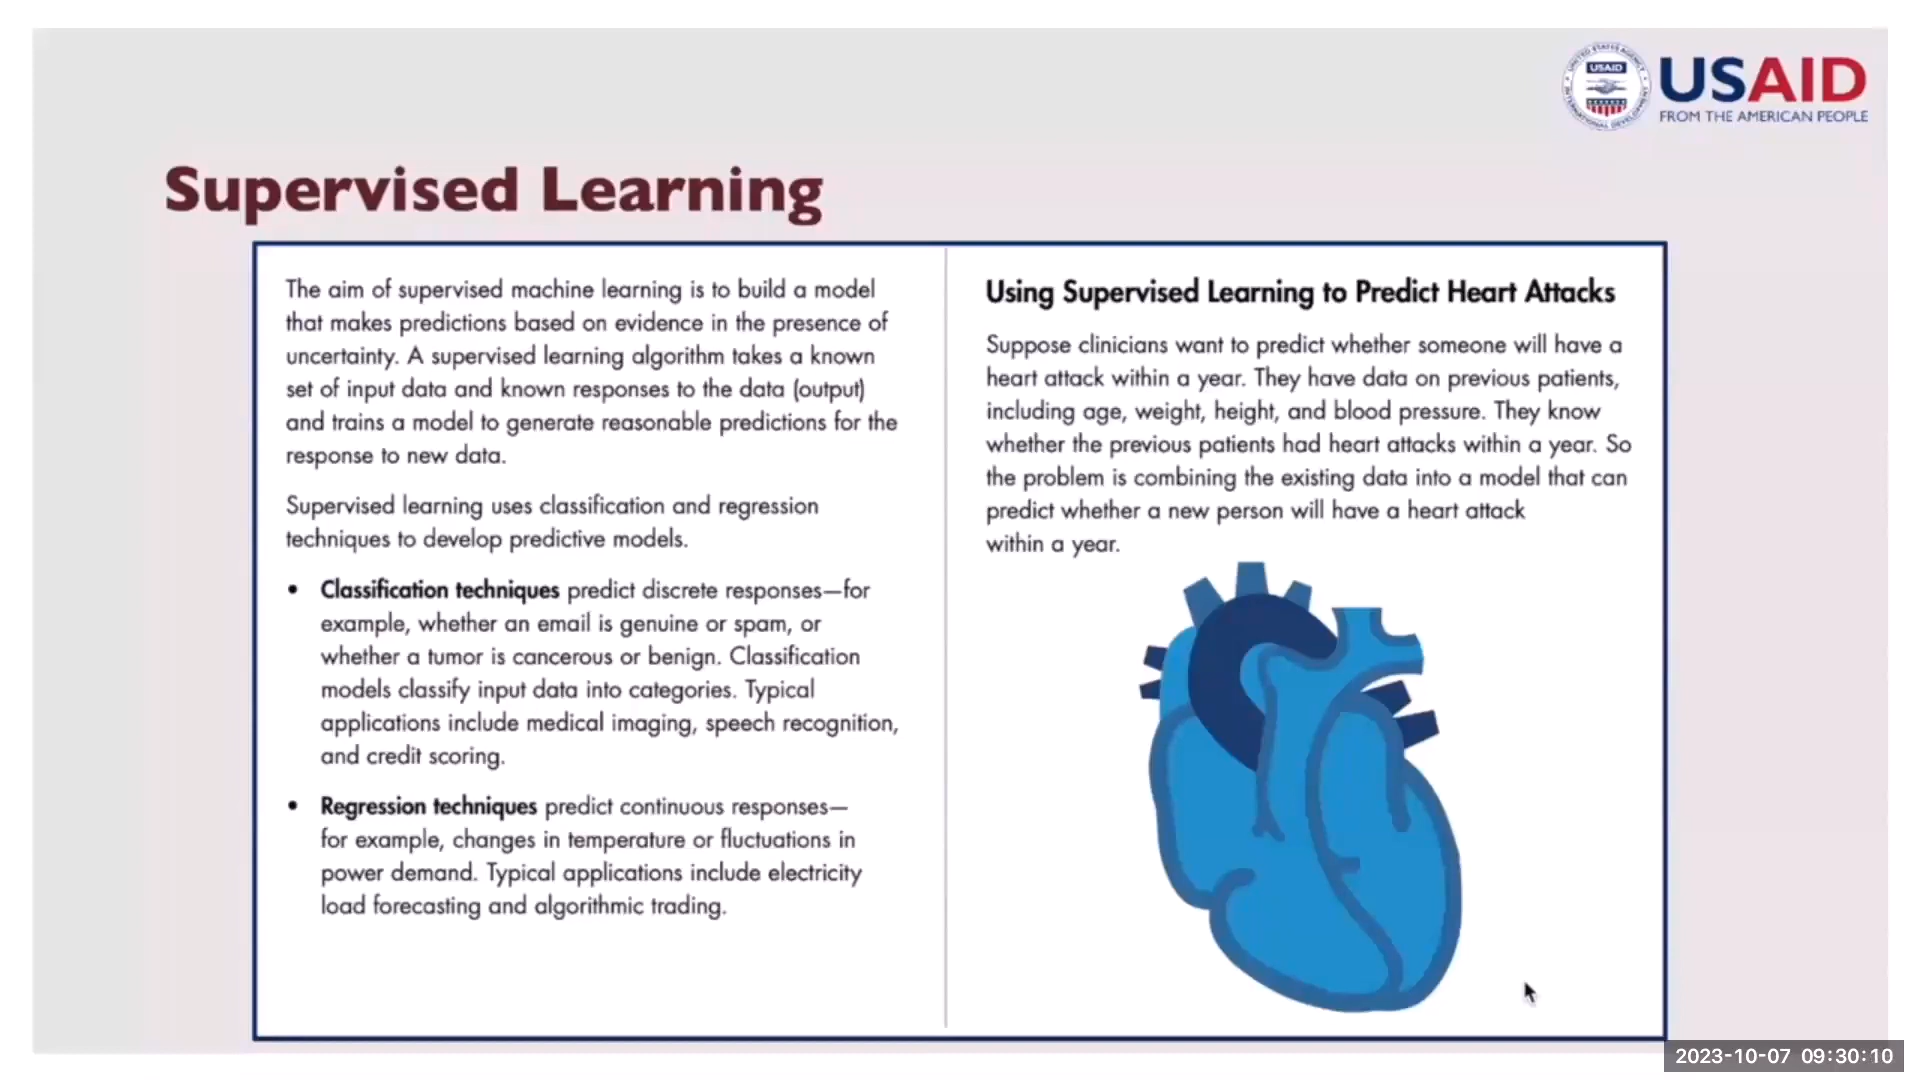 USAID
UNITED STATES AGENCY
INTERNATIONAL DEVELOPMENT
USAID
FROM THE AMERICAN PEOPLE
Supervised Learning
The aim of supervised machine learning is to build a model
that makes predictions based on evidence in the presence of
uncertainty. A supervised learning algorithm takes a known
set of input data and known responses to the data (output)
and trains a model to generate reasonable predictions for the
response to new data.
Supervised learning uses classification and regression
techniques to develop predictive models.
• Classification techniques predict discrete responses—for
example, whether an email is genuine or spam, or
whether a tumor is cancerous or benign. Classification
models classify input data into categories. Typical
applications include medical imaging, speech recognition,
and credit scoring.
• Regression techniques predict continuous responses—
for example, changes in temperature or fluctuations in
power demand. Typical applications include electricity
load forecasting and algorithmic trading.
Using Supervised Learning to Predict Heart Attacks
Suppose clinicians want to predict whether someone will have a
heart attack within a year. They have data on previous patients,
including age, weight, height, and blood pressure. They know
whether the previous patients had heart attacks within a year. So
the problem is combining the existing data into a model that can
predict whether a new person will have a heart attack
within a year.
2023-10-07 09:30:10